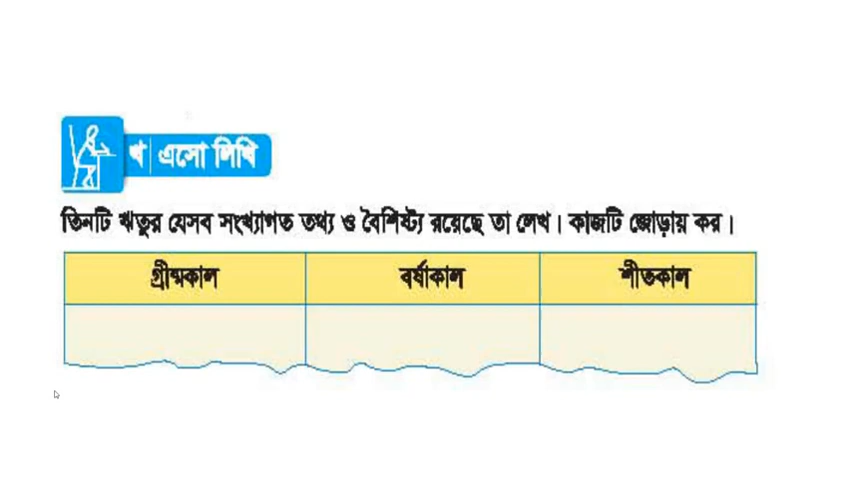 খ এসো লিখি
তিনটি ঋতুর যেসব সংখ্যাগত তথ্য ও বৈশিষ্ট্য রয়েছে তা লেখ। কাজটি জোড়ায় কর।
গ্রীষ্মকাল বর্ষাকাল শীতকাল